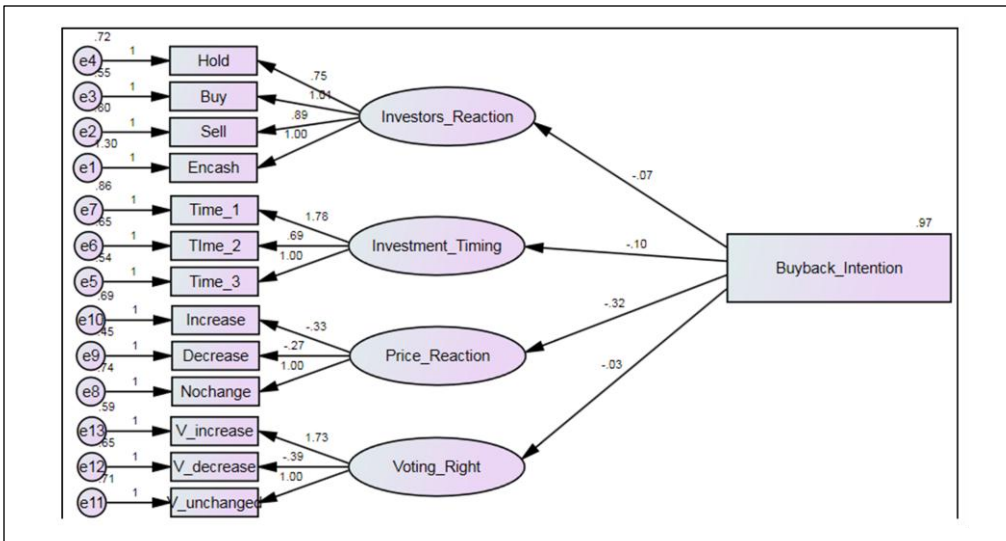 .72
e4 1 Hold
.55
e3 1 Buy
.60
e2 1 Sell
1.30
e1 1 Encash
.75
1.01
.89
1.00
Investors_Reaction
.86
e7 1 Time_1
.65
e6 1 TIme_2
.54
e5 1 Time_3
1.78
.69
1.00
Investment_Timing
.69
e10 1 Increase
.45
e9 1 Decrease
.74
e8 1 Nochange
-.33
-.27
1.00
Price_Reaction
.59
e13 1 V_increase
.65
e12 1 V_decrease
.71
e11 1 V_unchanged
1.73
-.39
1.00
Voting_Right
-.07
-.10
-.32
-.03
.97
Buyback_Intention